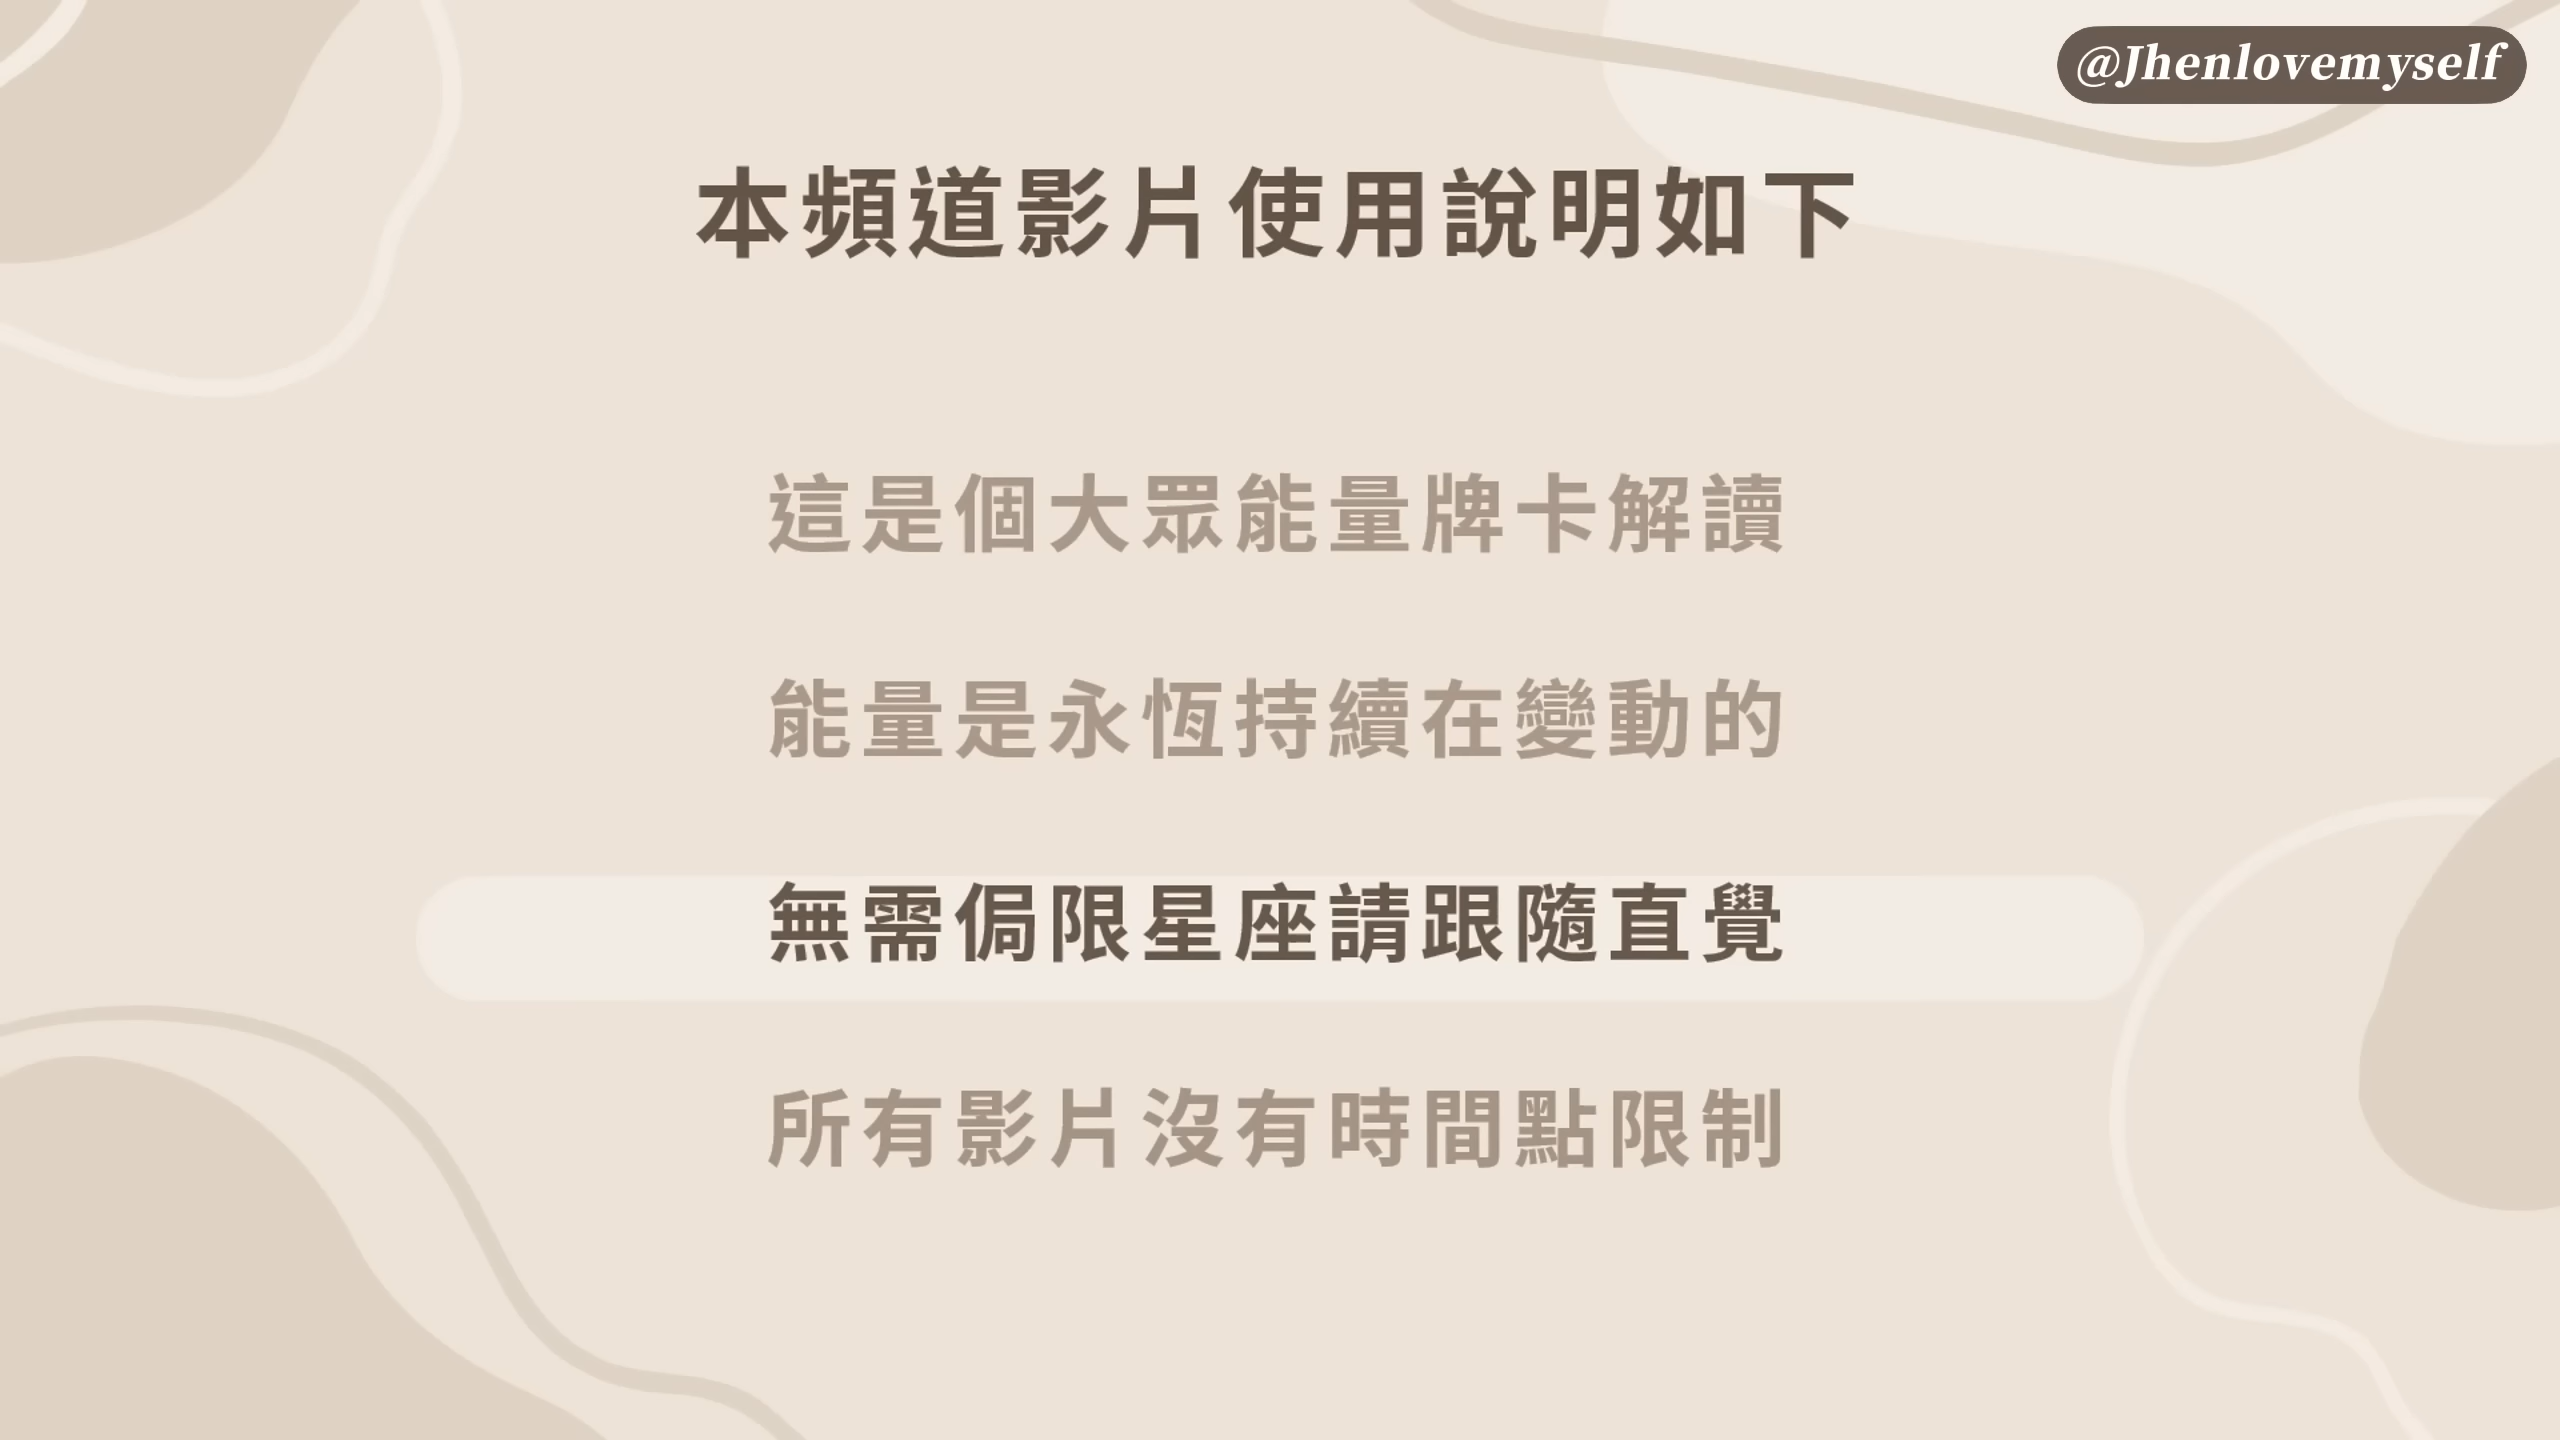 @Jhenlovemyself
本頻道影片使用說明如下
這是個大眾能量牌卡解讀
能量是永恆持續在變動的
無需侷限星座請跟隨直覺
所有影片沒有時間點限制